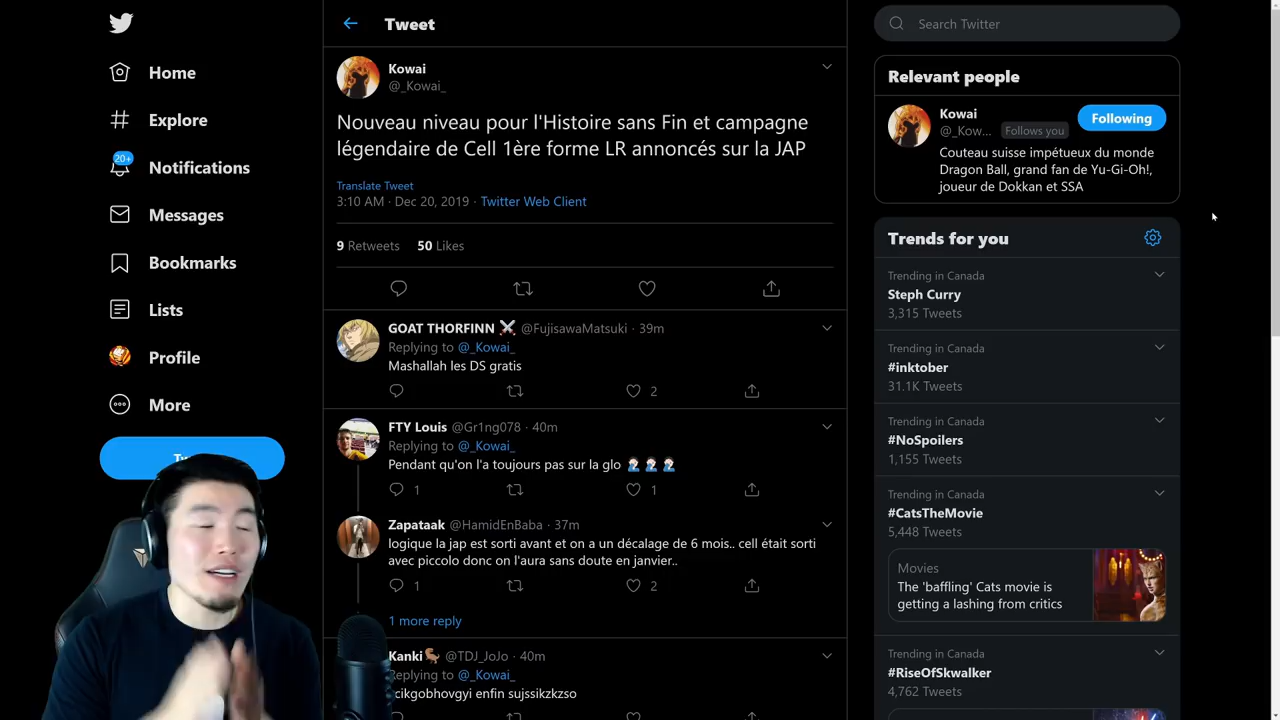 Home
Explore
20+
Notifications
Messages
Bookmarks
Lists
Profile
More
Tweet
Kowai
@_Kowai_
Nouveau niveau pour l'Histoire sans Fin et campagne
légendaire de Cell 1ère forme LR annoncés sur la JAP
Translate Tweet
3:10 AM · Dec 20, 2019 · Twitter Web Client
9 Retweets 50 Likes
GOAT THORFINN ⚔️ @FujisawaMatsuki · 39m
Replying to @_Kowai_
Mashallah les DS gratis
2
FTY Louis @Gr1ng078 · 40m
Replying to @_Kowai_
Pendant qu'on l'a toujours pas sur la glo 🤦🏻‍♂️🤦🏻‍♂️🤦🏻‍♂️
1 1
Zapataak @HamidEnBaba · 37m
logique la jap est sorti avant et on a un décalage de 6 mois.. cell était sorti
avec piccolo donc on l'aura sans doute en janvier..
1 2
1 more reply
Kanki🦕 @TDJ_JoJo · 40m
Replying to @_Kowai_
cikgobhovgyi enfin sujssikzkzso
Search Twitter
Relevant people
Kowai
@_Kow... Follows you
Following
Couteau suisse impétueux du monde
Dragon Ball, grand fan de Yu-Gi-Oh!,
joueur de Dokkan et SSA
Trends for you
Trending in Canada
Steph Curry
3,315 Tweets
Trending in Canada
#inktober
31.1K Tweets
Trending in Canada
#NoSpoilers
1,155 Tweets
Trending in Canada
#CatsTheMovie
5,448 Tweets
Movies
The 'baffling' Cats movie is
getting a lashing from critics
Trending in Canada
#RiseOfSkwalker
4,762 Tweets